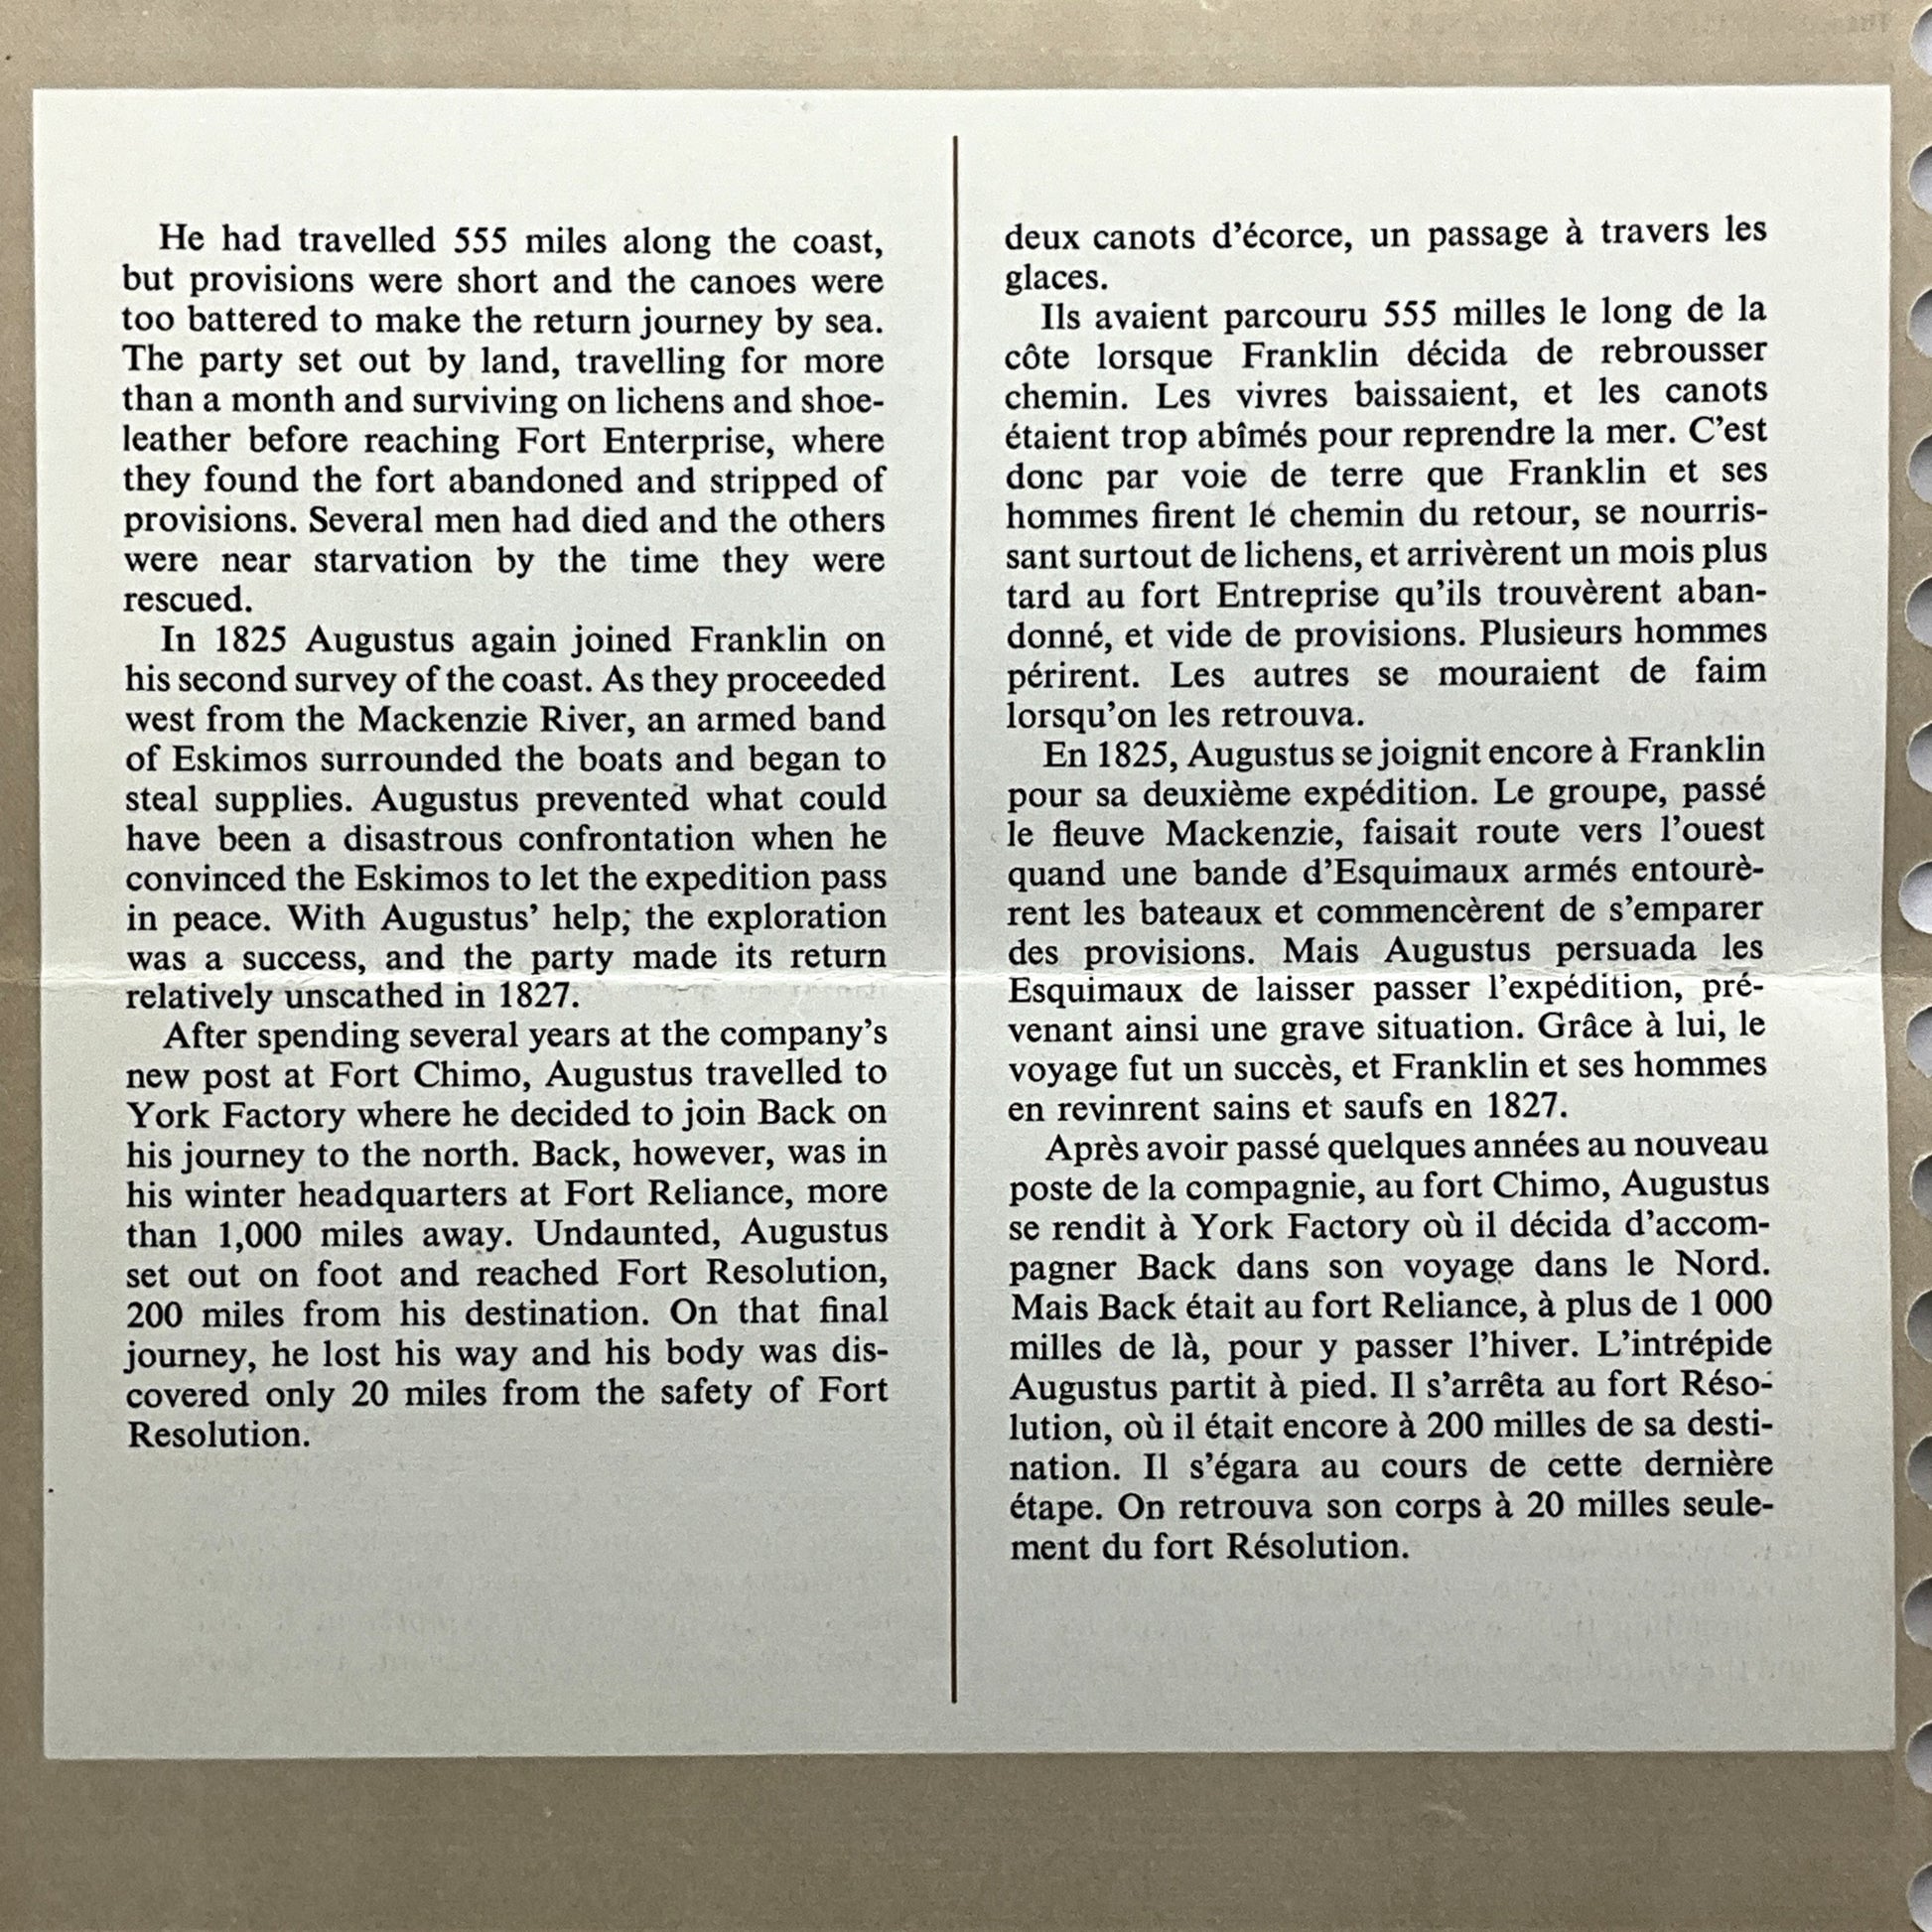 He had travelled 555 miles along the coast,
but provisions were short and the canoes were
too battered to make the return journey by sea.
The party set out by land, travelling for more
than a month and surviving on lichens and shoe-
leather before reaching Fort Enterprise, where
they found the fort abandoned and stripped of
provisions. Several men had died and the others
were near starvation by the time they were
rescued.
In 1825 Augustus again joined Franklin on
his second survey of the coast. As they proceeded
west from the Mackenzie River, an armed band
of Eskimos surrounded the boats and began to
steal supplies. Augustus prevented what could
have been a disastrous confrontation when he
convinced the Eskimos to let the expedition pass
in peace. With Augustus' help; the exploration
was a success, and the party made its return
relatively unscathed in 1827.
After spending several years at the company's
new post at Fort Chimo, Augustus travelled to
York Factory where he decided to join Back on
his journey to the north. Back, however, was in
his winter headquarters at Fort Reliance, more
than 1,000 miles away. Undaunted, Augustus
set out on foot and reached Fort Resolution,
200 miles from his destination. On that final
journey, he lost his way and his body was dis-
covered only 20 miles from the safety of Fort
Resolution.
deux canots d'écorce, un passage à travers les
glaces.
Ils avaient parcouru 555 milles le long de la
côte lorsque Franklin décida de rebrousser
chemin. Les vivres baissaient, et les canots
étaient trop abîmés pour reprendre la mer. C'est
donc par voie de terre que Franklin et ses
hommes firent le chemin du retour, se nourris-
sant surtout de lichens, et arrivèrent un mois plus
tard au fort Entreprise qu'ils trouvèrent aban-
donné, et vide de provisions. Plusieurs hommes
périrent. Les autres se mouraient de faim
lorsqu'on les retrouva.
En 1825, Augustus se joignit encore à Franklin
pour sa deuxième expédition. Le groupe, passé
le fleuve Mackenzie, faisait route vers l'ouest
quand une bande d'Esquimaux armés entourè-
rent les bateaux et commencèrent de s'emparer
des provisions. Mais Augustus persuada les
Esquimaux de laisser passer l'expédition, pré-
venant ainsi une grave situation. Grâce à lui, le
voyage fut un succès, et Franklin et ses hommes
en revinrent sains et saufs en 1827.
Après avoir passé quelques années au nouveau
poste de la compagnie, au fort Chimo, Augustus
se rendit à York Factory où il décida d'accom-
pagner Back dans son voyage dans le Nord.
Mais Back était au fort Reliance, à plus de 1 000
milles de là, pour y passer l'hiver. L'intrépide
Augustus partit à pied. Il s'arrêta au fort Réso-
lution, où il était encore à 200 milles de sa desti-
nation. Il s'égara au cours de cette dernière
étape. On retrouva son corps à 20 milles seule-
ment du fort Résolution.